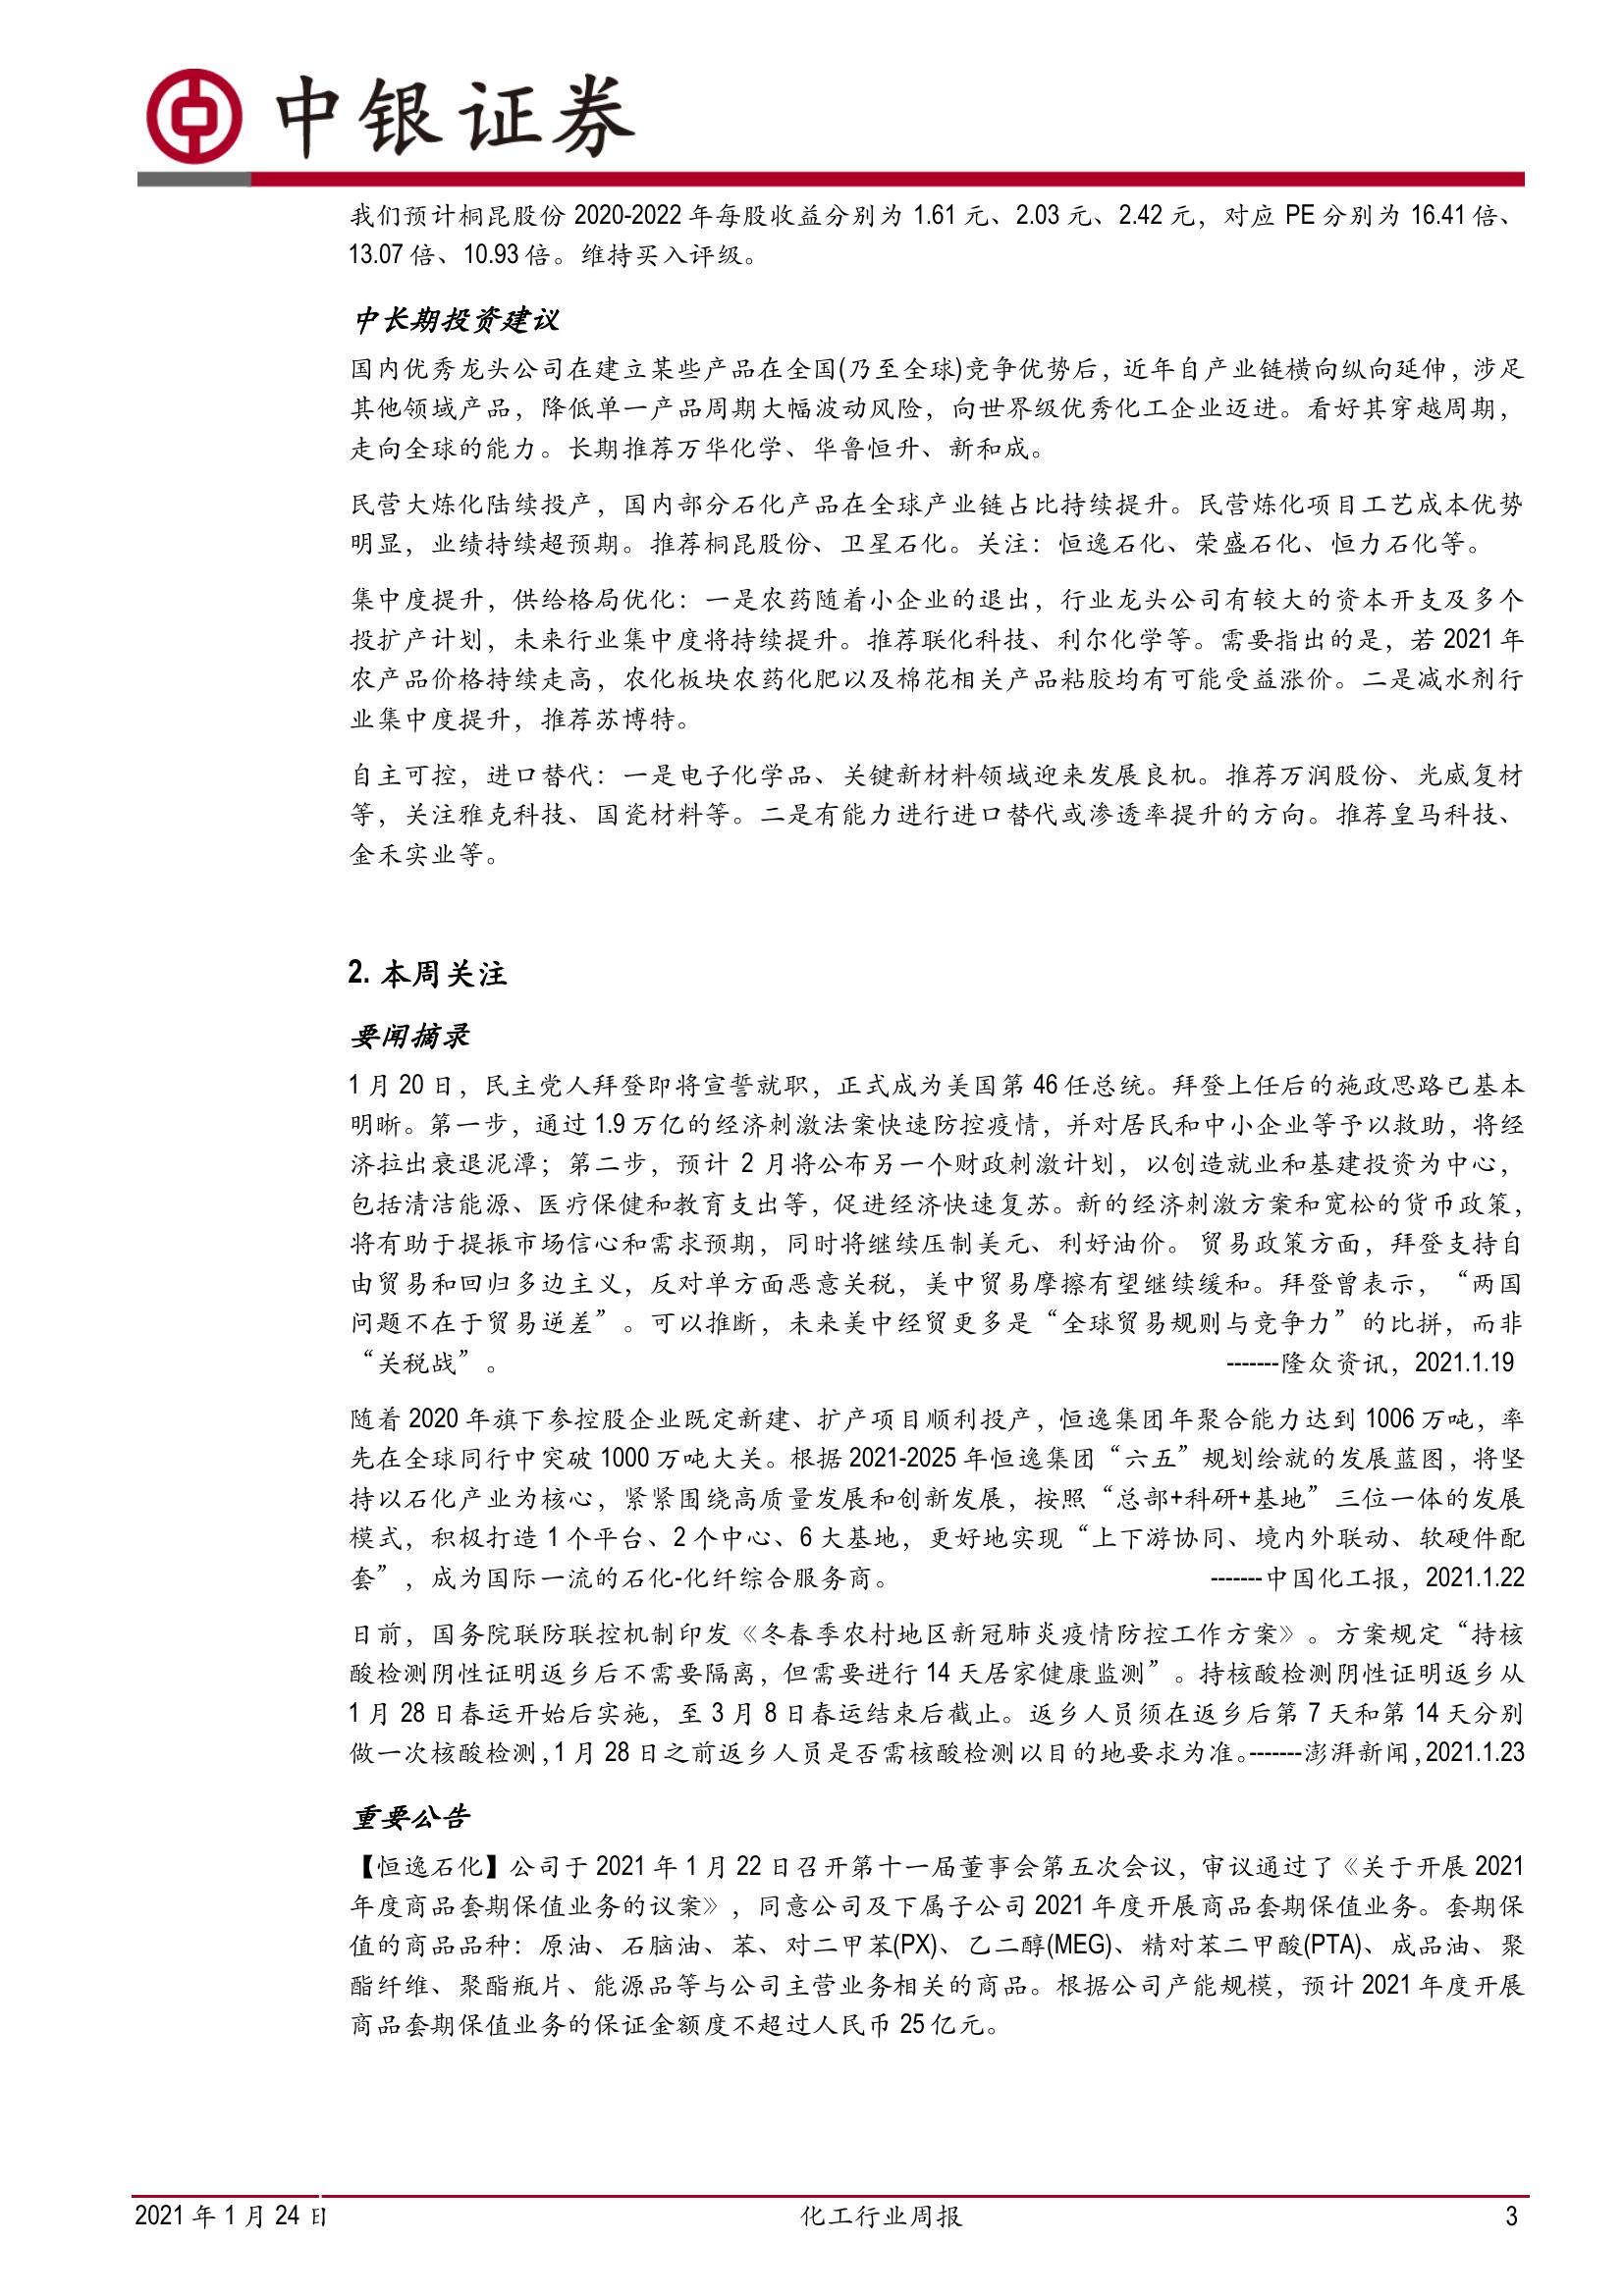 中银证券
我们预计桐昆股份 2020-2022 年每股收益分别为 1.61 元、2.03 元、2.42 元，对应 PE 分别为 16.41 倍、
13.07 倍、10.93 倍。维持买入评级。
中长期投资建议
国内优秀龙头公司在建立某些产品在全国(乃至全球)竞争优势后，近年自产业链横向纵向延伸，涉足
其他领域产品，降低单一产品周期大幅波动风险，向世界级优秀化工企业迈进。看好其穿越周期，
走向全球的能力。长期推荐万华化学、华鲁恒升、新和成。
民营大炼化陆续投产，国内部分石化产品在全球产业链占比持续提升。民营炼化项目工艺成本优势
明显，业绩持续超预期。推荐桐昆股份、卫星石化。关注：恒逸石化、荣盛石化、恒力石化等。
集中度提升，供给格局优化：一是农药随着小企业的退出，行业龙头公司有较大的资本开支及多个
投扩产计划，未来行业集中度将持续提升。推荐联化科技、利尔化学等。需要指出的是，若 2021 年
农产品价格持续走高，农化板块农药化肥以及棉花相关产品粘胶均有可能受益涨价。二是减水剂行
业集中度提升，推荐苏博特。
自主可控，进口替代：一是电子化学品、关键新材料领域迎来发展良机。推荐万润股份、光威复材
等，关注雅克科技、国瓷材料等。二是有能力进行进口替代或渗透率提升的方向。推荐皇马科技、
金禾实业等。
2. 本周关注
要闻摘录
1 月 20 日，民主党人拜登即将宣誓就职，正式成为美国第 46 任总统。拜登上任后的施政思路已基本
明晰。第一步，通过 1.9 万亿的经济刺激法案快速防控疫情，并对居民和中小企业等予以救助，将经
济拉出衰退泥潭；第二步，预计 2 月将公布另一个财政刺激计划，以创造就业和基建投资为中心，
包括清洁能源、医疗保健和教育支出等，促进经济快速复苏。新的经济刺激方案和宽松的货币政策，
将有助于提振市场信心和需求预期，同时将继续压制美元、利好油价。 贸易政策方面，拜登支持自
由贸易和回归多边主义，反对单方面恶意关税，美中贸易摩擦有望继续缓和。拜登曾表示，“两国
问题不在于贸易逆差”。可以推断，未来美中经贸更多是“全球贸易规则与竞争力”的比拼，而非
“关税战”。 -------隆众资讯，2021.1.19
随着 2020 年旗下参控股企业既定新建、扩产项目顺利投产，恒逸集团年聚合能力达到 1006 万吨，率
先在全球同行中突破 1000 万吨大关。根据 2021-2025 年恒逸集团“六五”规划绘就的发展蓝图，将坚
持以石化产业为核心，紧紧围绕高质量发展和创新发展，按照“总部+科研+基地”三位一体的发展
模式，积极打造 1 个平台、2 个中心、6 大基地，更好地实现“上下游协同、境内外联动、软硬件配
套”，成为国际一流的石化-化纤综合服务商。 -------中国化工报，2021.1.22
日前，国务院联防联控机制印发《冬春季农村地区新冠肺炎疫情防控工作方案》。方案规定“持核
酸检测阴性证明返乡后不需要隔离，但需要进行 14 天居家健康监测”。持核酸检测阴性证明返乡从
1 月 28 日春运开始后实施，至 3 月 8 日春运结束后截止。返乡人员须在返乡后第 7 天和第 14 天分别
做一次核酸检测，1 月 28 日之前返乡人员是否需核酸检测以目的地要求为准。-------澎湃新闻，2021.1.23
重要公告
【恒逸石化】公司于 2021 年 1 月 22 日召开第十一届董事会第五次会议，审议通过了《关于开展 2021
年度商品套期保值业务的议案》，同意公司及下属子公司 2021 年度开展商品套期保值业务。套期保
值的商品品种：原油、石脑油、苯、对二甲苯(PX)、乙二醇(MEG)、精对苯二甲酸(PTA)、成品油、聚
酯纤维、聚酯瓶片、能源品等与公司主营业务相关的商品。根据公司产能规模，预计 2021 年度开展
商品套期保值业务的保证金额度不超过人民币 25 亿元。
2021 年 1 月 24 日 化工行业周报 3